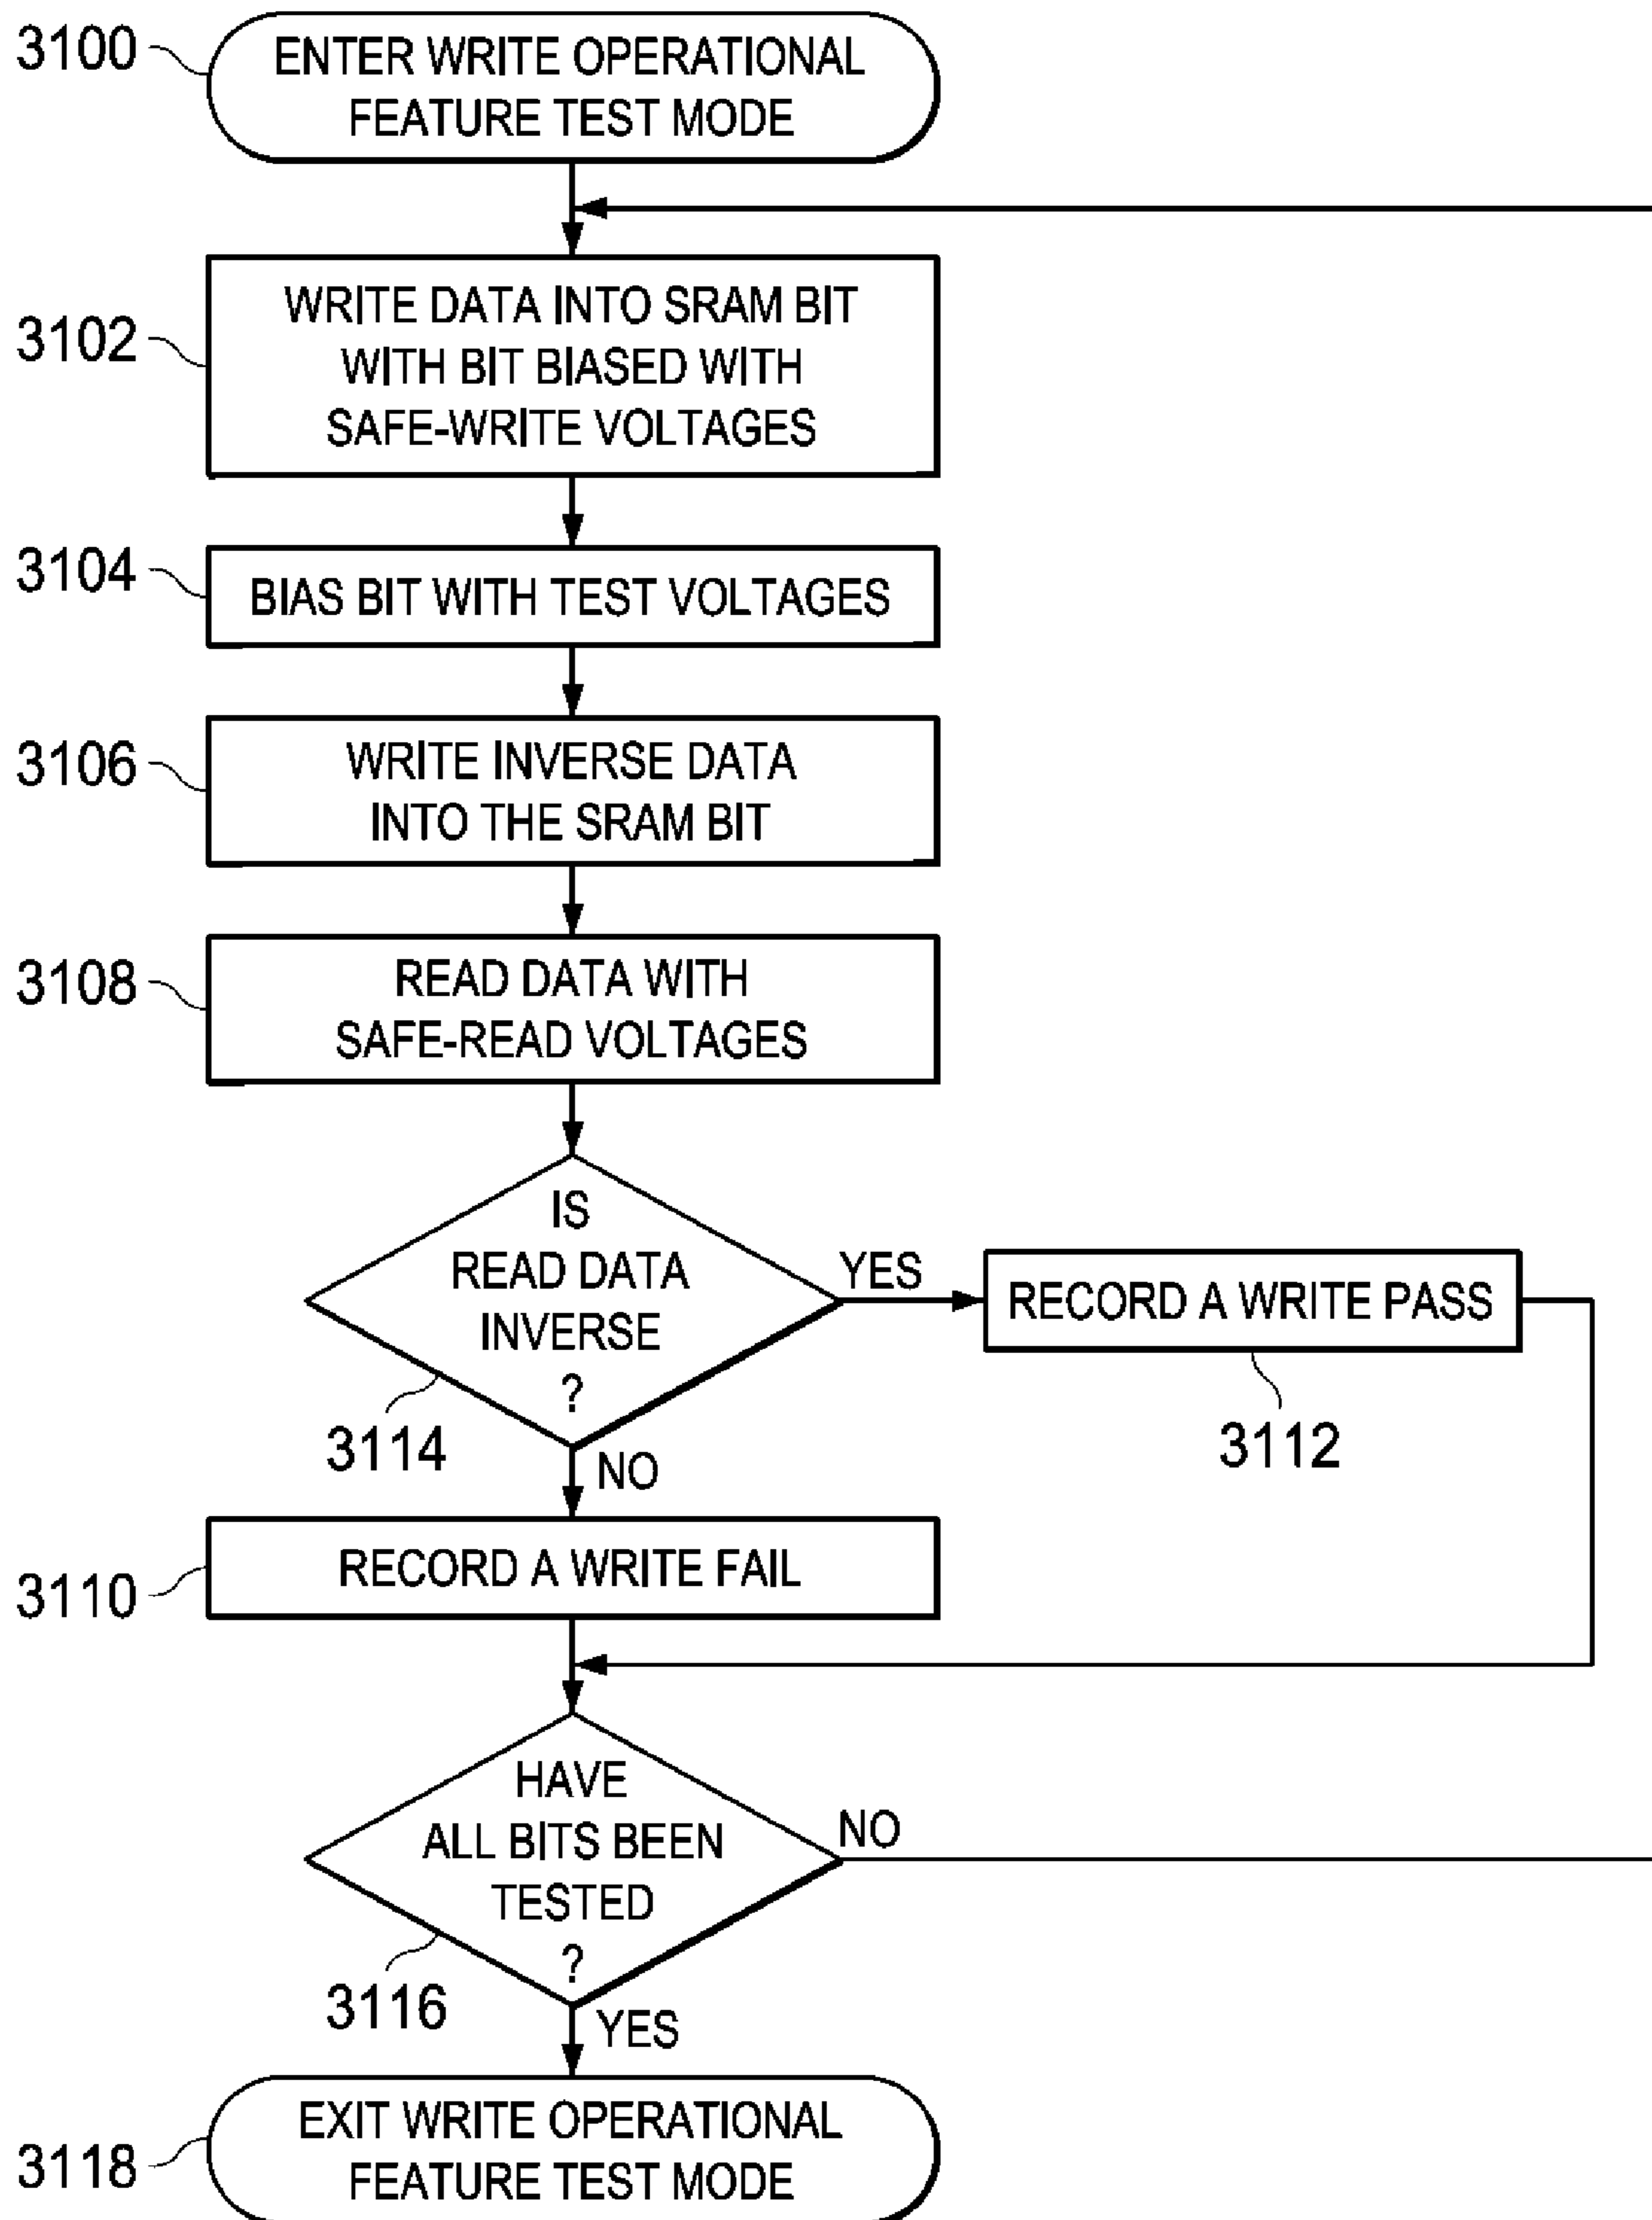 3100
ENTER WRITE OPERATIONAL
FEATURE TEST MODE
3102
WRITE DATA INTO SRAM BIT
WITH BIT BIASED WITH
SAFE-WRITE VOLTAGES
3104
BIAS BIT WITH TEST VOLTAGES
3106
WRITE INVERSE DATA
INTO THE SRAM BIT
3108
READ DATA WITH
SAFE-READ VOLTAGES
IS
READ DATA
INVERSE
?
YES
RECORD A WRITE PASS
3114
3112
NO
3110
RECORD A WRITE FAIL
HAVE
ALL BITS BEEN
TESTED
?
NO
3116
YES
3118
EXIT WRITE OPERATIONAL
FEATURE TEST MODE